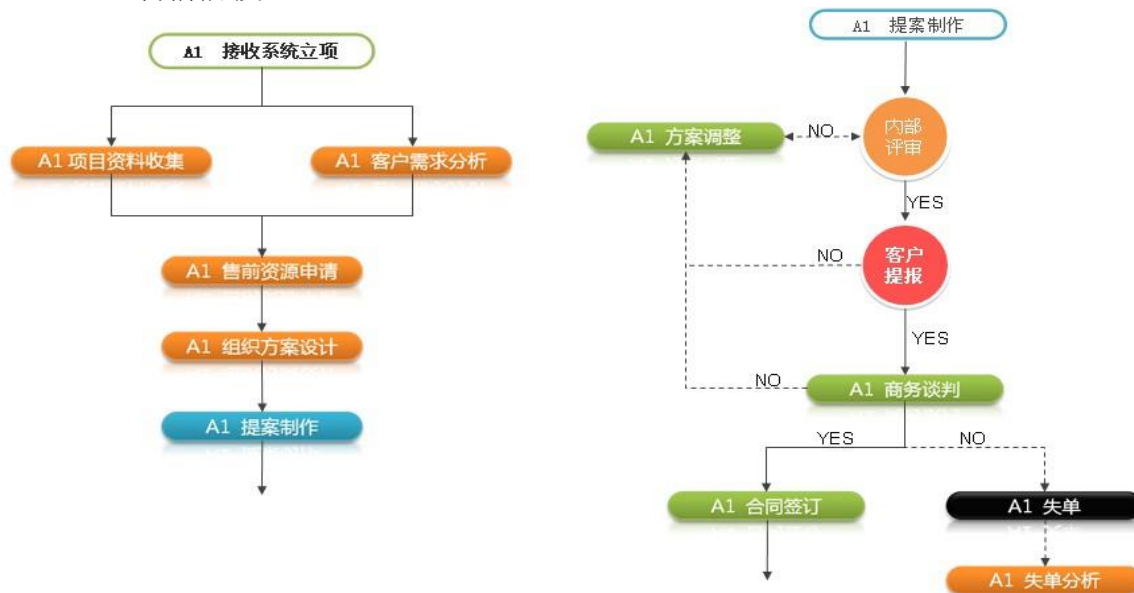 A1 接收系统立项
A1 项目资料收集
A1 客户需求分析
A1 售前资源申请
A1 组织方案设计
A1 提案制作
A1 提案制作
内部
评审
NO
A1 方案调整
YES
客户
提报
NO
YES
A1 商务谈判
NO
YES
NO
A1 合同签订
A1 失单
A1 失单分析